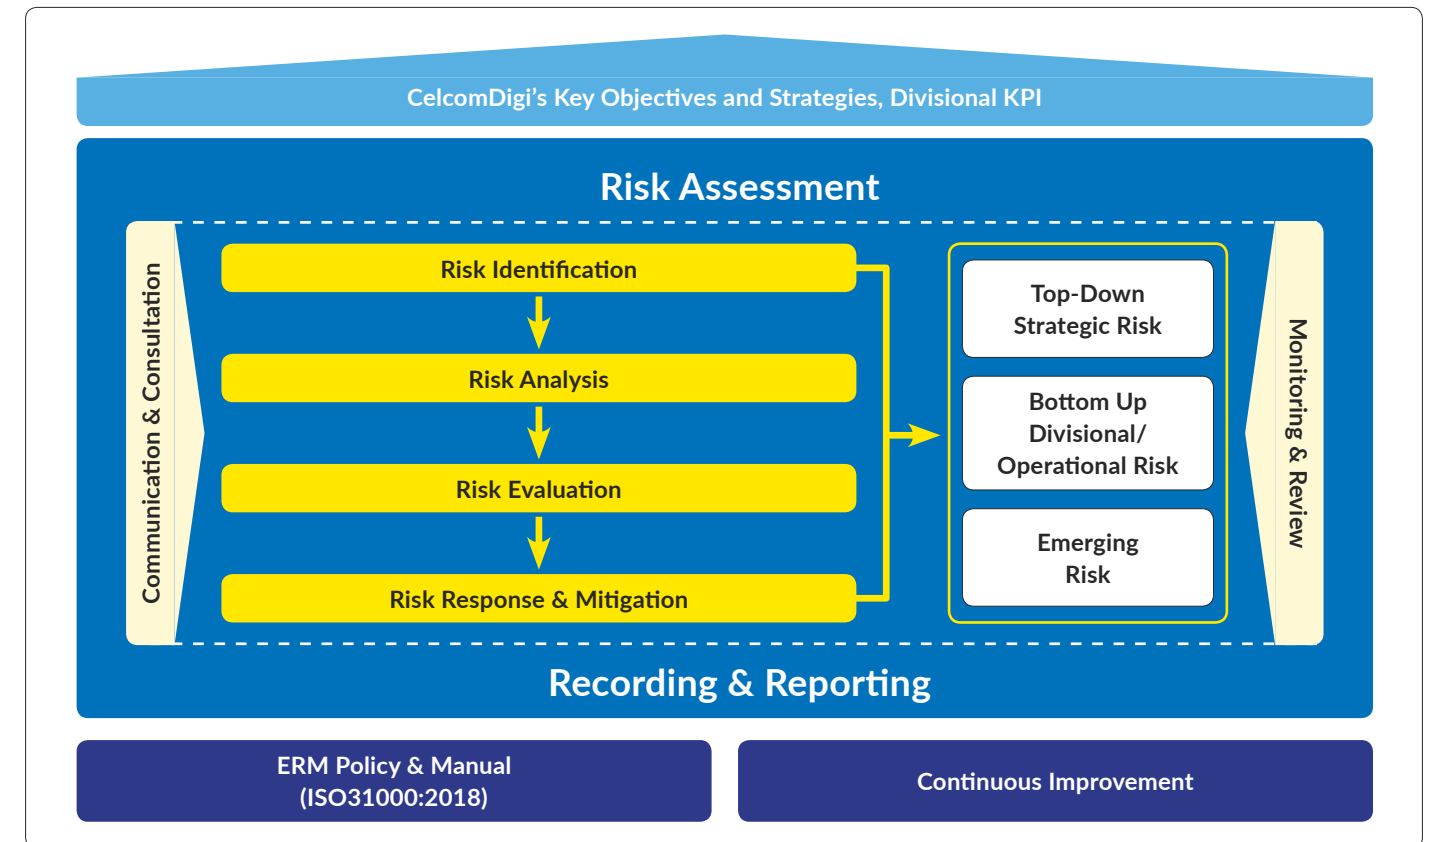 CelcomDigi’s Key Objectives and Strategies, Divisional KPI
Risk Assessment
Communication & Consultation
Risk Identification
Risk Analysis
Risk Evaluation
Risk Response & Mitigation
Top-Down
Strategic Risk
Bottom Up
Divisional/
Operational Risk
Emerging
Risk
Monitoring & Review
Recording & Reporting
ERM Policy & Manual
(ISO31000:2018)
Continuous Improvement